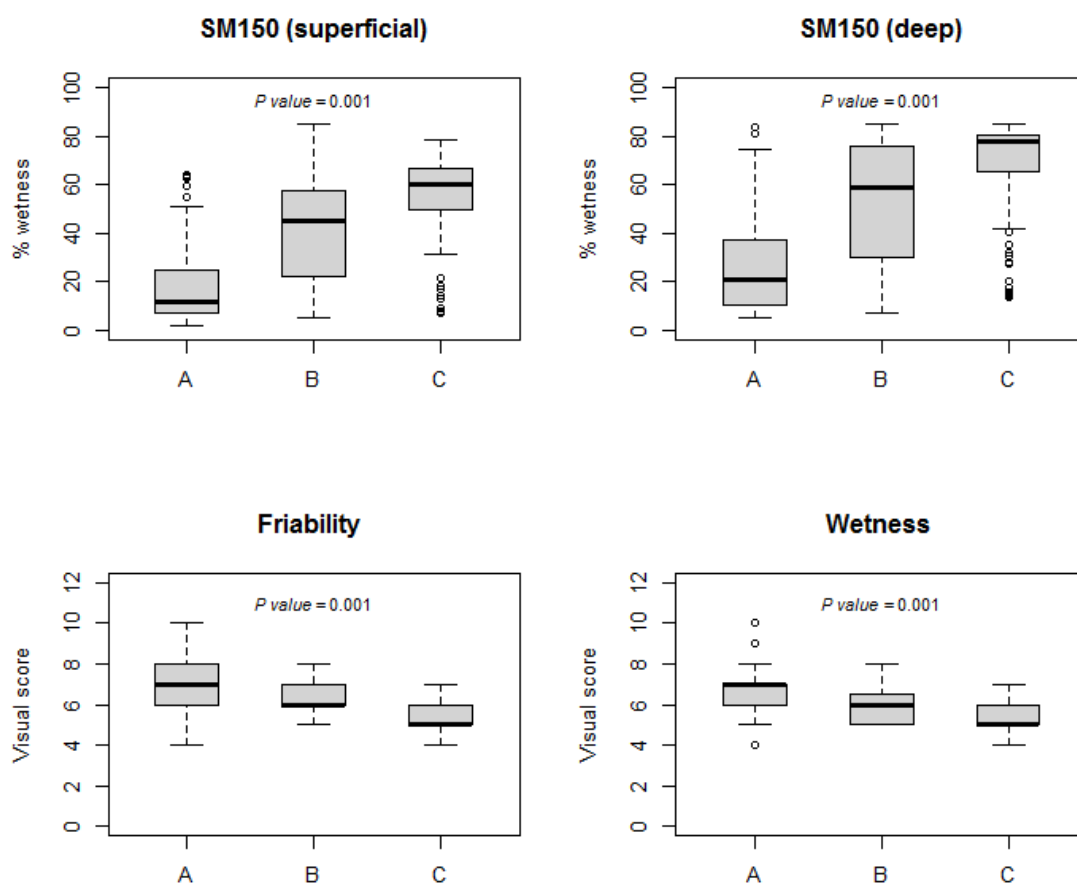 SM150 (superficial)
P value = 0.001
% wetness
0 20 40 60 80 100
A B C
SM150 (deep)
P value = 0.001
% wetness
0 20 40 60 80 100
A B C
Friability
P value = 0.001
Visual score
0 2 4 6 8 10 12
A B C
Wetness
P value = 0.001
Visual score
0 2 4 6 8 10 12
A B C